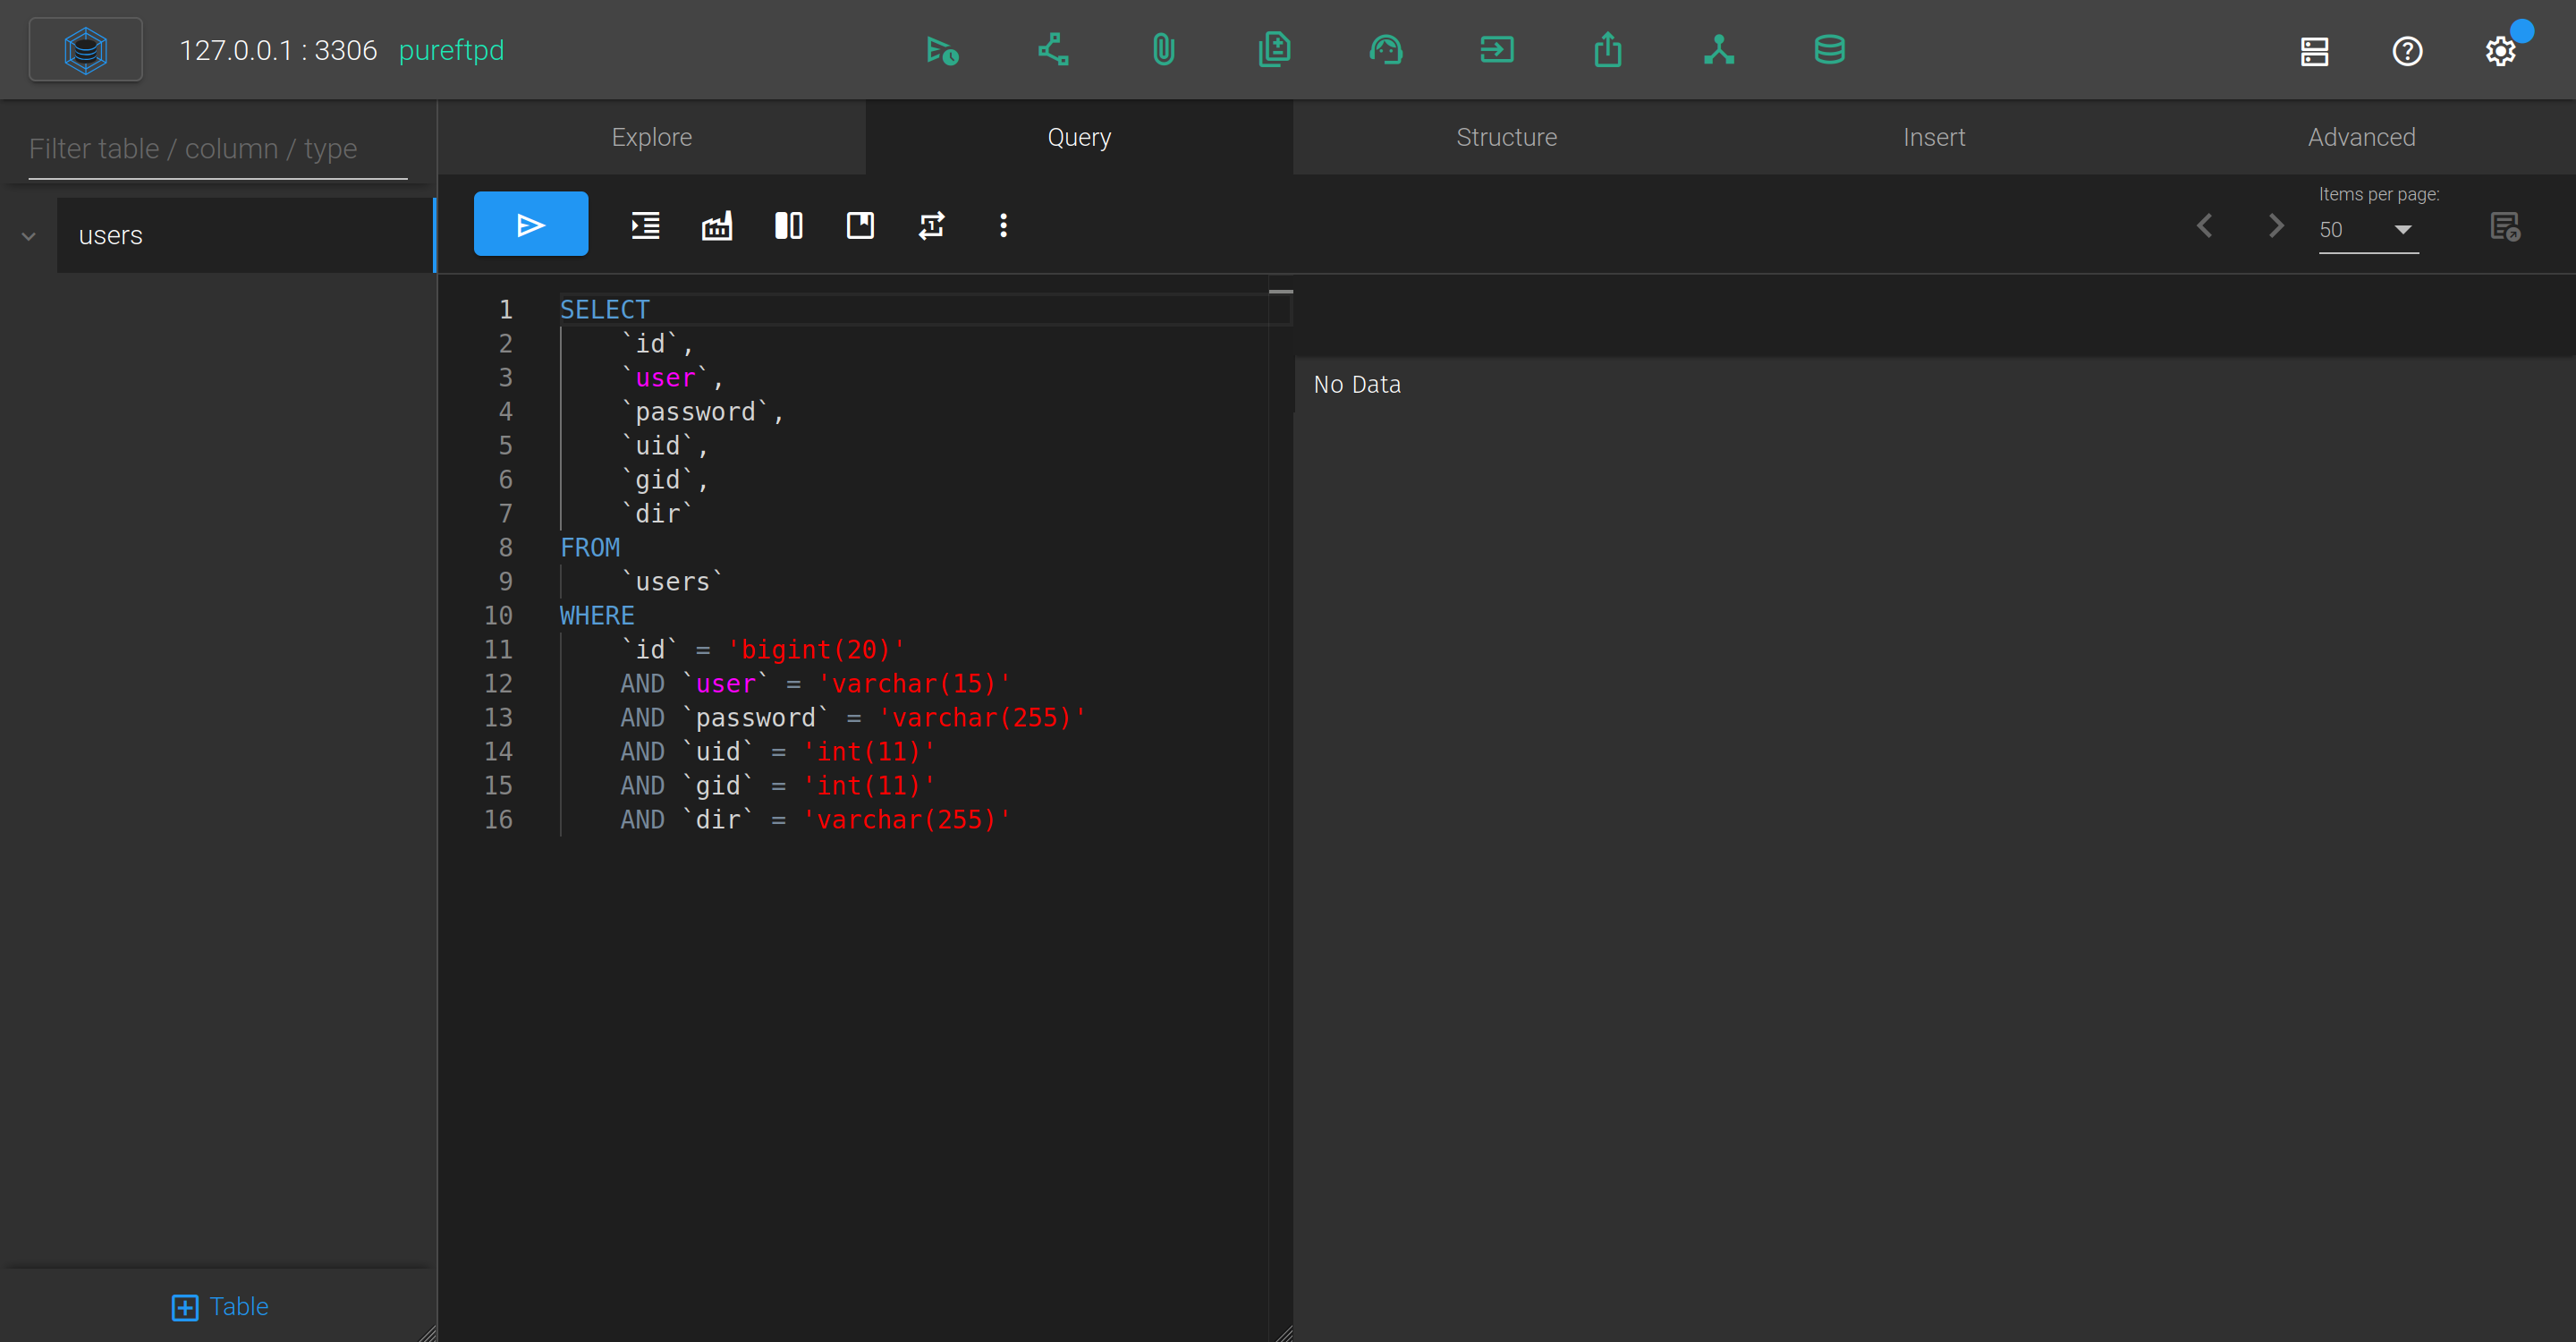 127.0.0.1 : 3306 pureftpd
Filter table / column / type
users
Table
Explore
Query
Structure
Insert
Advanced
Items per page:
50
1 SELECT
2 `id`,
3 `user`,
4 `password`,
5 `uid`,
6 `gid`,
7 `dir`
8 FROM
9 `users`
10 WHERE
11 `id` = 'bigint(20)'
12 AND `user` = 'varchar(15)'
13 AND `password` = 'varchar(255)'
14 AND `uid` = 'int(11)'
15 AND `gid` = 'int(11)'
16 AND `dir` = 'varchar(255)'
No Data